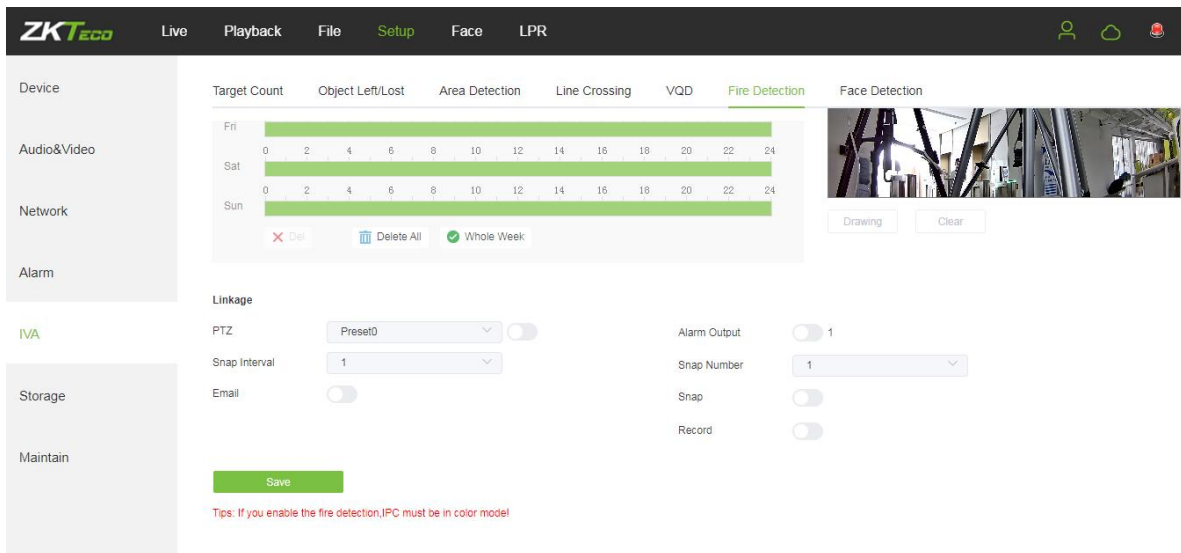 ZKTeco Live Playback File Setup Face LPR
Device
Audio&Video
Network
Alarm
IVA
Storage
Maintain
Target Count Object Left/Lost Area Detection Line Crossing VQD Fire Detection Face Detection
Fri
0 2 4 6 8 10 12 14 16 18 20 22 24
Sat
0 2 4 6 8 10 12 14 16 18 20 22 24
Sun
Del Delete All Whole Week
Drawing Clear
Linkage
PTZ Preset0 Alarm Output 1
Snap Interval 1 Snap Number 1
Email Snap
Record
Save
Tips: If you enable the fire detection,IPC must be in color mode!